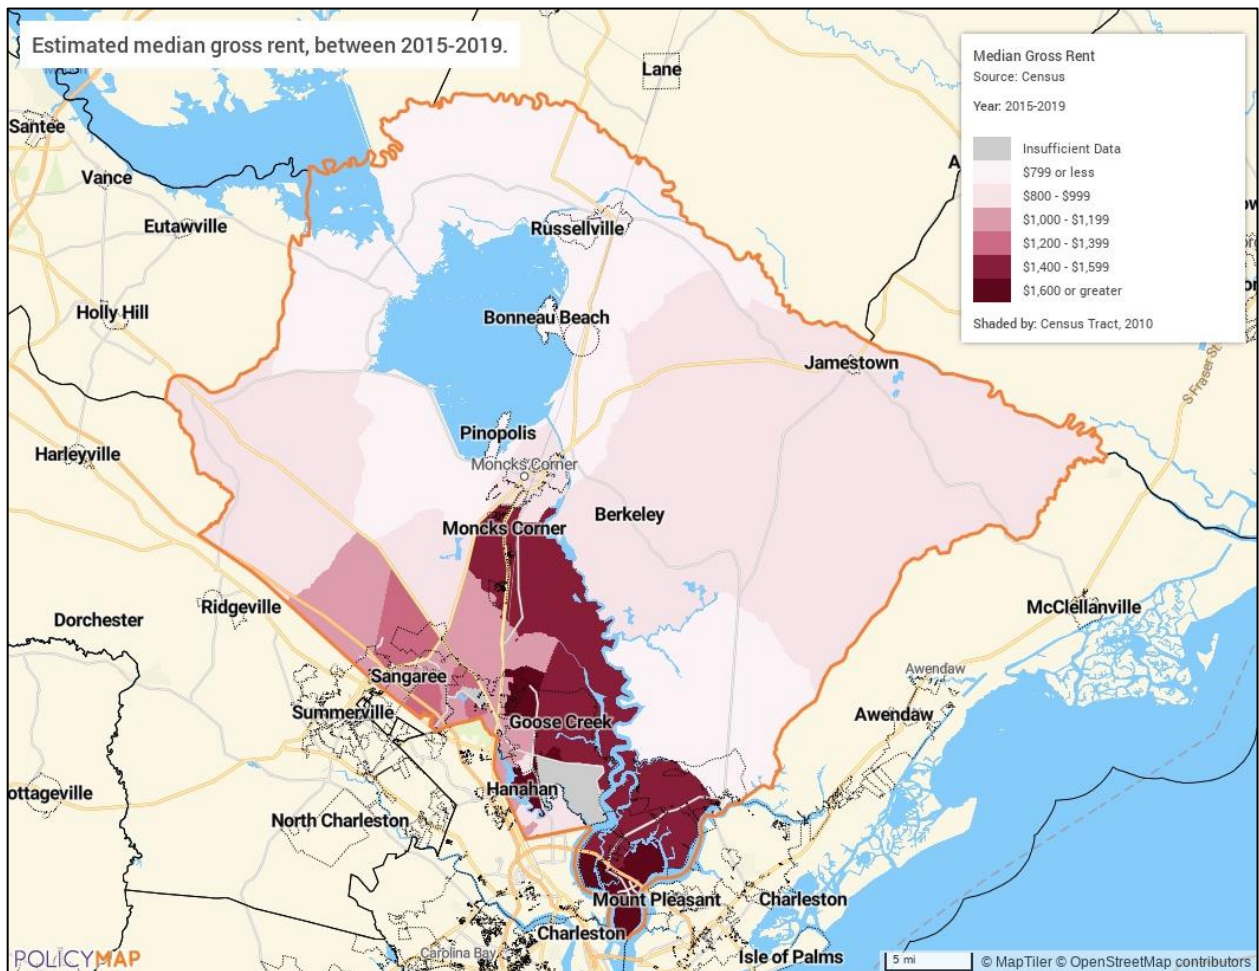 Estimated median gross rent, between 2015-2019.
Median Gross Rent
Source: Census
Year: 2015-2019
Insufficient Data
$799 or less
$800 - $999
$1,000 - $1,199
$1,200 - $1,399
$1,400 - $1,599
$1,600 or greater
Shaded by: Census Tract, 2010
Lane
Santee
Vance
Eutawville
Russellville
Holly Hill
Bonneau Beach
Jamestown
S Fraser St.
Pinopolis
Harleyville
Moncks Corner
Moncks Corner
Berkeley
Ridgeville
McClellanville
Dorchester
Awendaw
Sangaree
Summerville
Goose Creek
Awendaw
Hanahan
ottageville
North Charleston
Mount Pleasant
Charleston
Charleston
Carolina Bay
Isle of Palms
POLICYMAP
5 mi
© MapTiler © OpenStreetMap contributors